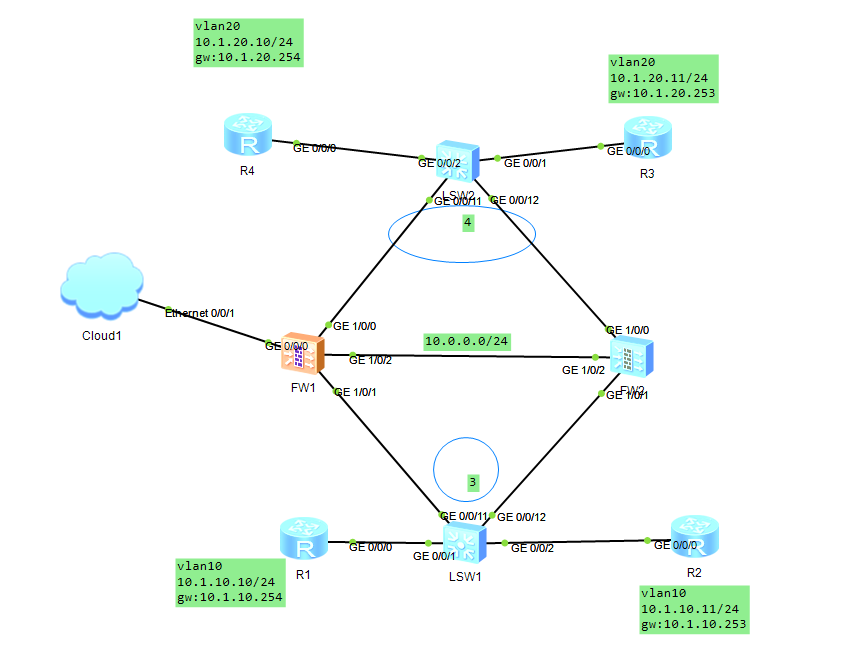 vlan20
10.1.20.10/24
gw:10.1.20.254
vlan20
10.1.20.11/24
gw:10.1.20.253
R4
GE 0/0/0
GE 0/0/2
GE 0/0/1
GE 0/0/0
R3
LSW2
GE 0/0/11
GE 0/0/12
4
Cloud1
Ethernet 0/0/1
GE 0/0/0
GE 1/0/0
GE 1/0/0
10.0.0.0/24
GE 1/0/2
GE 1/0/2
FW1
FW2
GE 1/0/1
GE 1/0/1
3
GE 0/0/11
GE 0/0/12
R1
GE 0/0/0
GE 0/0/1
GE 0/0/2
GE 0/0/0
R2
LSW1
vlan10
10.1.10.10/24
gw:10.1.10.254
vlan10
10.1.10.11/24
gw:10.1.10.253